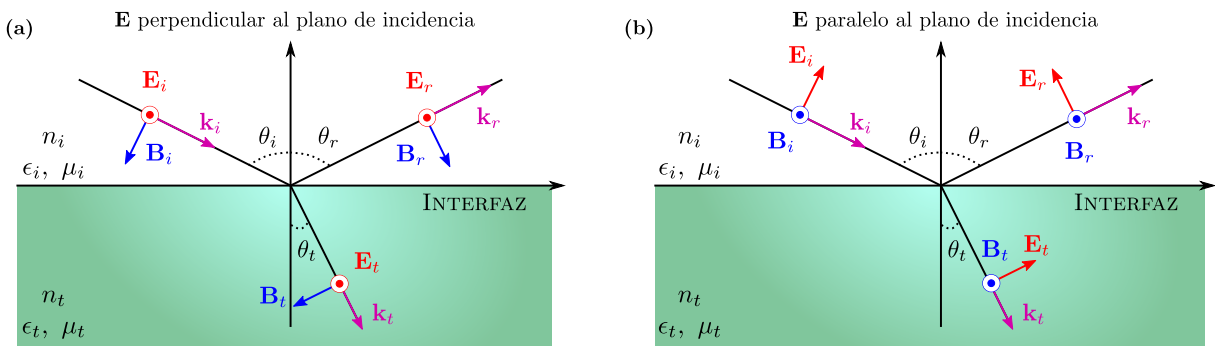 (a) E perpendicular al plano de incidencia
E_i E_r
k_i θ_i θ_r k_r
n_i B_i B_r
ϵ_i, μ_i
INTERFAZ
θ_t E_t
n_t B_t k_t
ϵ_t, μ_t
(b) E paralelo al plano de incidencia
E_i E_r
k_i θ_i θ_r k_r
n_i B_i B_r
ϵ_i, μ_i
INTERFAZ
θ_t B_t E_t
n_t k_t
ϵ_t, μ_t